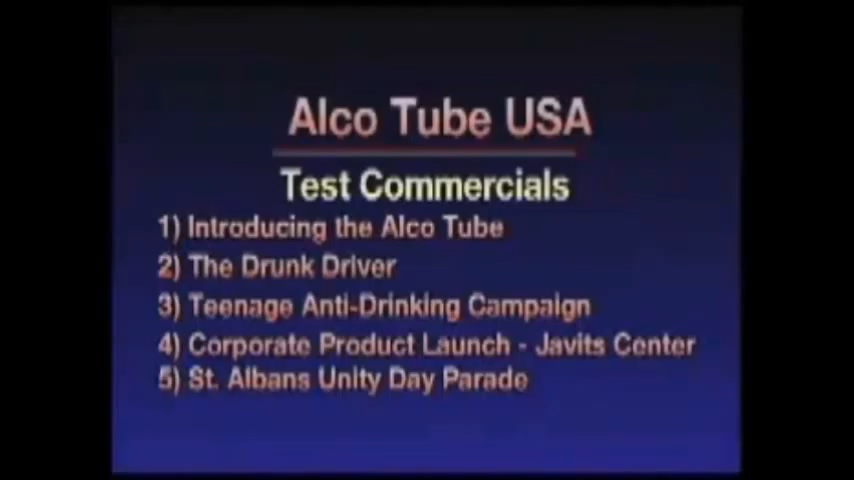 Alco Tube USA
Test Commercials
1) Introducing the Alco Tube
2) The Drunk Driver
3) Teenage Anti-Drinking Campaign
4) Corporate Product Launch - Javits Center
5) St. Albans Unity Day Parade